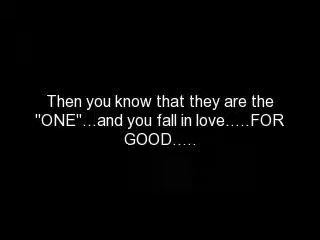 Then you know that they are the
"ONE"...and you fall in love.....FOR
GOOD.....